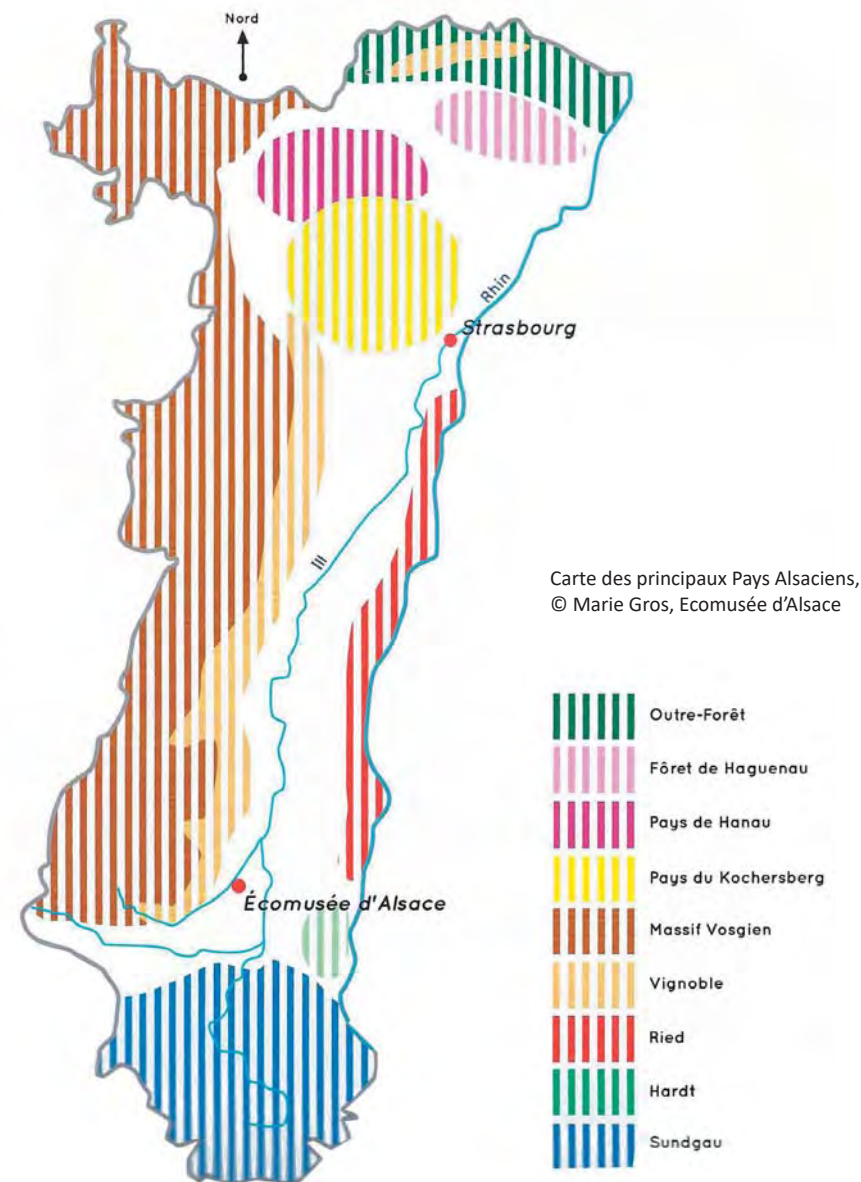 Nord
Rhin
Strasbourg
Ill
Carte des principaux Pays Alsaciens,
© Marie Gros, Ecomusée d’Alsace
Écomusée d'Alsace
Outre-Forêt
Fôret de Haguenau
Pays de Hanau
Pays du Kochersberg
Massif Vosgien
Vignoble
Ried
Hardt
Sundgau